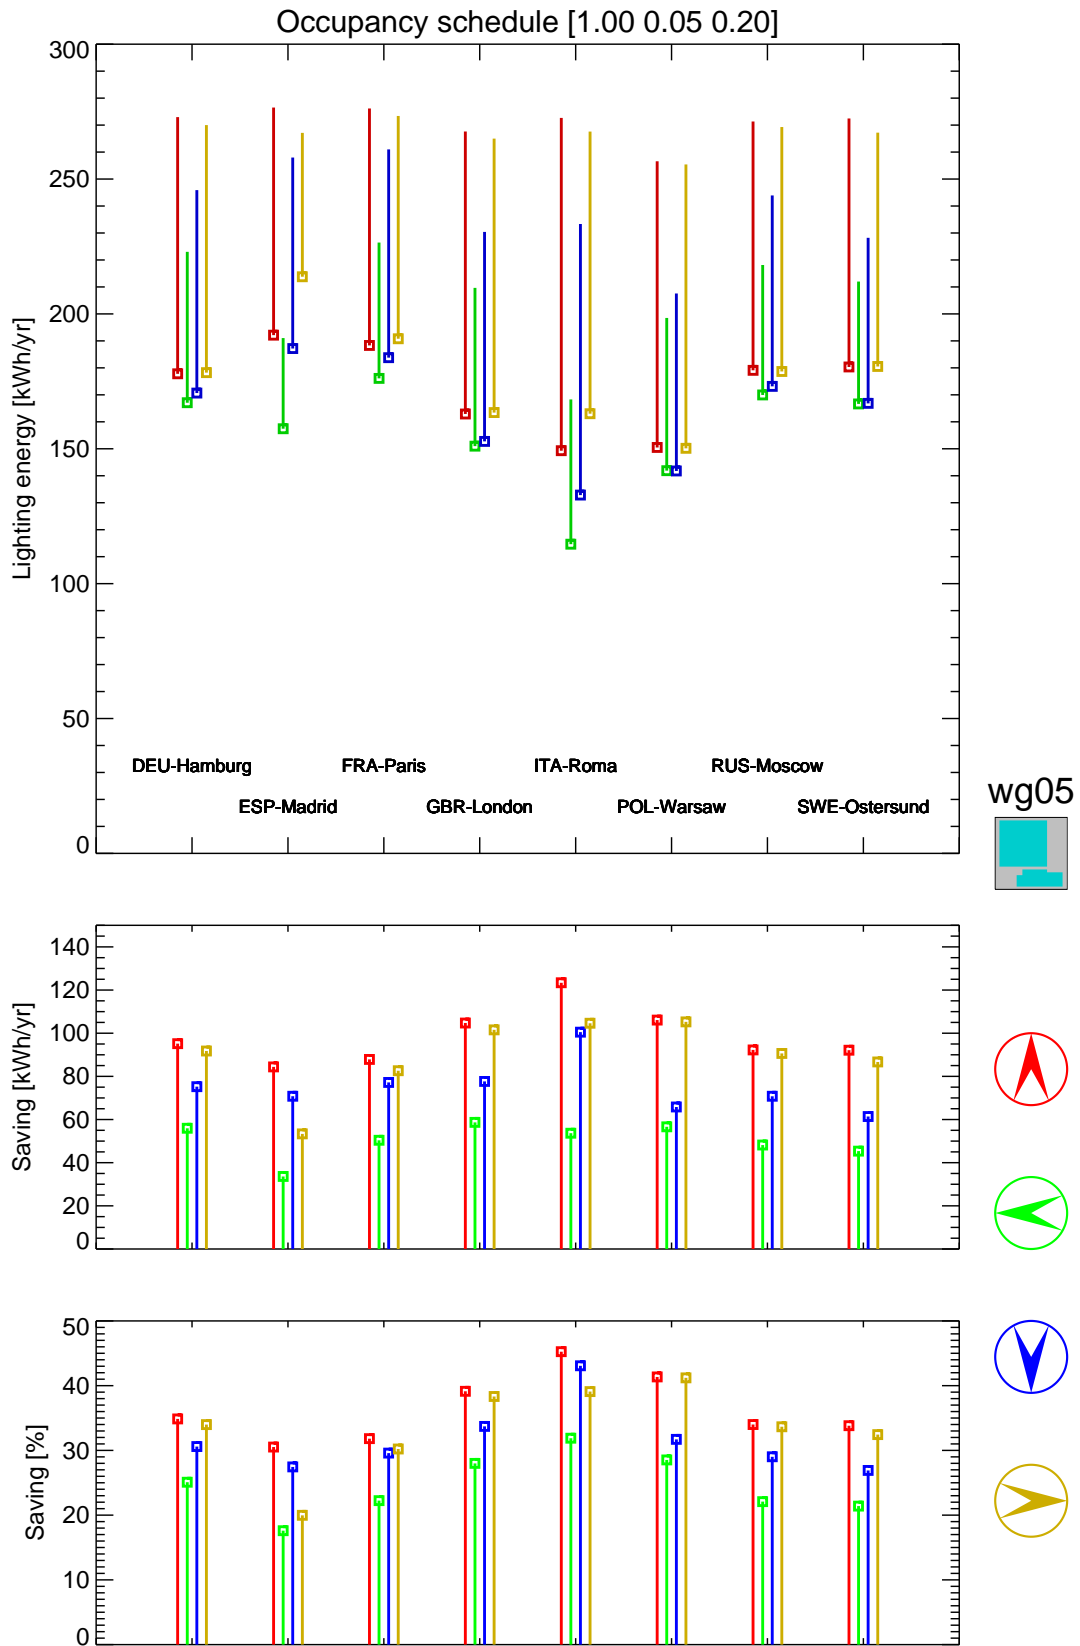 Occupancy schedule [1.00 0.05 0.20]
300
250
200
150
100
50
0
Lighting energy [kWh/yr]
DEU-Hamburg
FRA-Paris
ITA-Roma
RUS-Moscow
ESP-Madrid
GBR-London
POL-Warsaw
SWE-Ostersund
wg05
140
120
100
80
60
40
20
0
Saving [kWh/yr]
50
40
30
20
10
0
Saving [%]